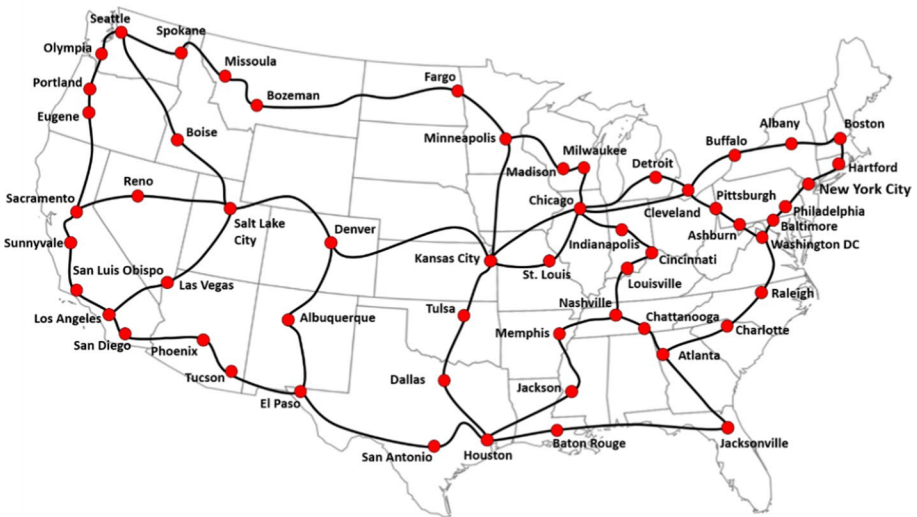 Seattle
Spokane
Olympia
Missoula
Fargo
Portland
Bozeman
Eugene
Boise
Minneapolis
Milwaukee
Madison
Detroit
Buffalo
Albany
Boston
Hartford
New York City
Reno
Sacramento
Chicago
Cleveland
Pittsburgh
Philadelphia
Baltimore
Ashburn
Washington DC
Salt Lake
City
Denver
Sunnyvale
Kansas City
Indianapolis
St. Louis
Cincinnati
San Luis Obispo
Las Vegas
Louisville
Raleigh
Nashville
Tulsa
Los Angeles
Albuquerque
Chattanooga
Memphis
Charlotte
San Diego
Phoenix
Atlanta
Tucson
Dallas
Jackson
El Paso
San Antonio
Houston
Baton Rouge
Jacksonville